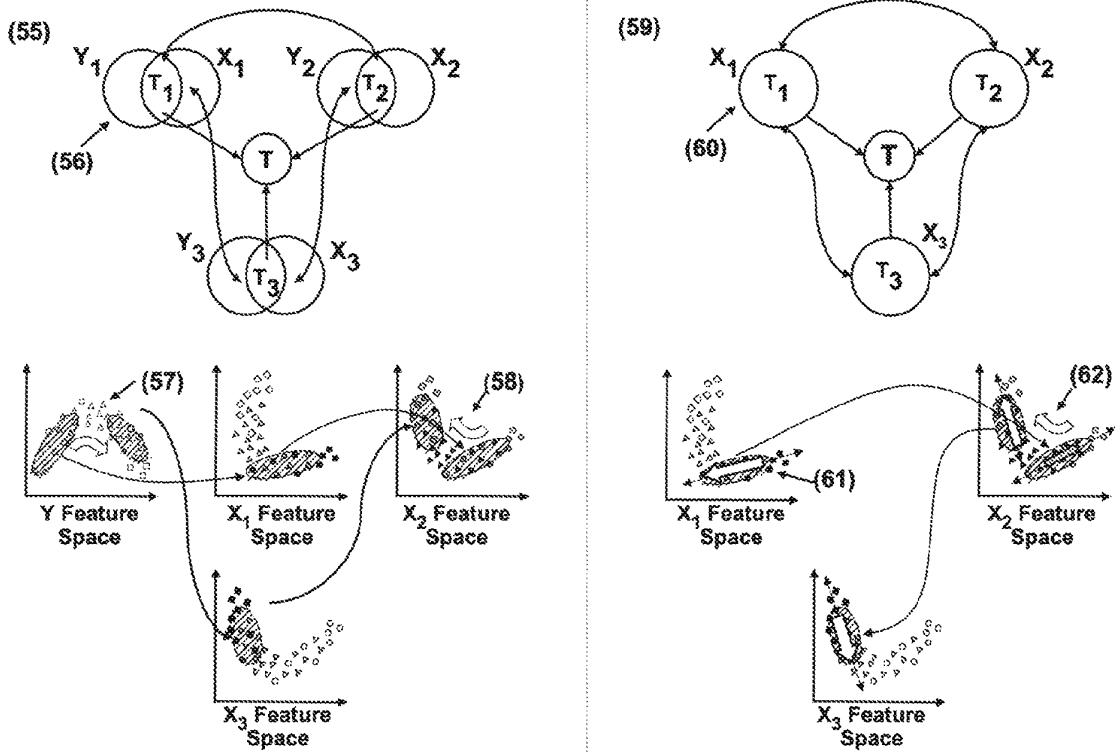 (55)
Y1 X1 Y2 X2
T1 T2
(56)
T
Y3 X3
T3
(57)
(58)
Y Feature Space
X1 Feature Space
X2 Feature Space
X3 Feature Space
(59)
X1 X2
T1 T2
(60)
T
X3
T3
(62)
(61)
X1 Feature Space
X2 Feature Space
X3 Feature Space